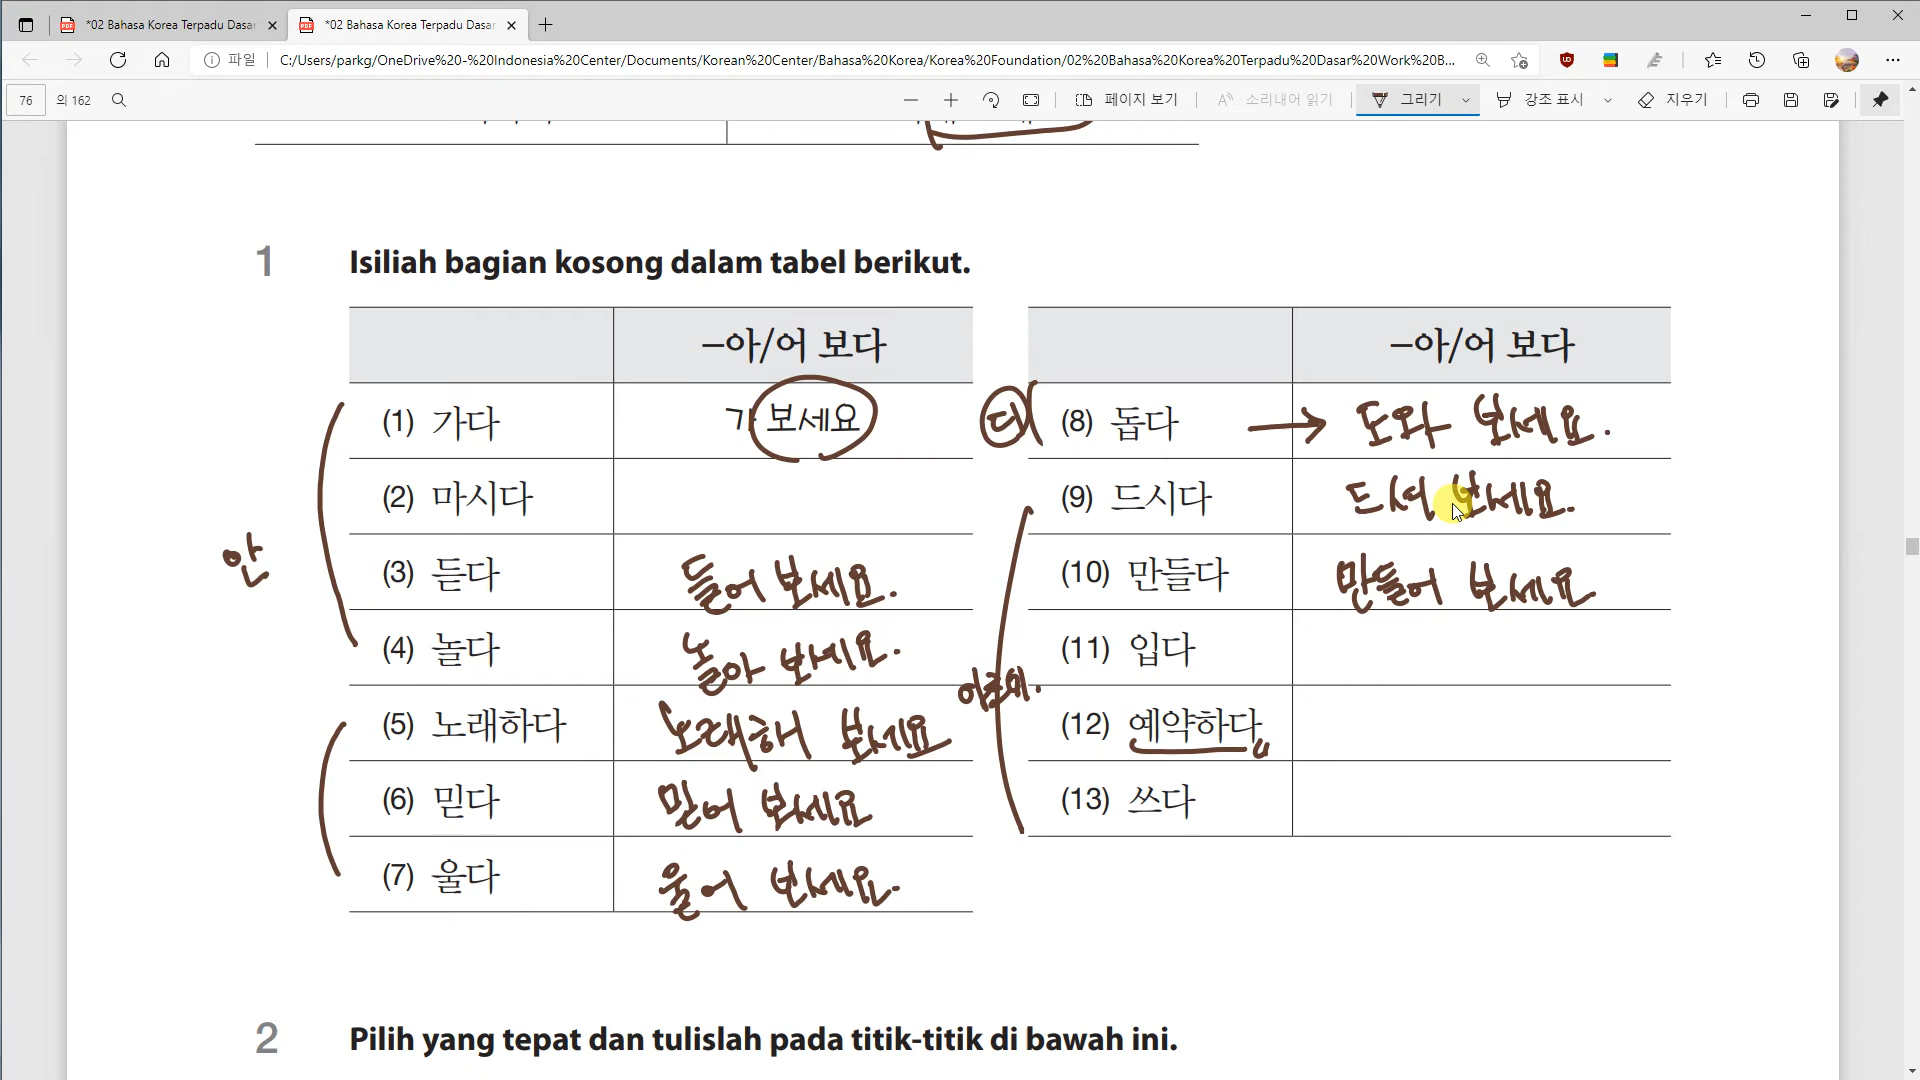 *02 Bahasa Korea Terpadu Dasar
*02 Bahasa Korea Terpadu Dasar
파일
C:/Users/parkg/OneDrive%20-%20Indonesia%20Center/Documents/Korean%20Center/Bahasa%20Korea/Korea%20Foundation/02%20Bahasa%20Korea%20Terpadu%20Dasar%20Work%20B...
76 의 162
페이지 보기
소리내어 읽기
그리기
강조 표시
지우기
1 Isiliah bagian kosong dalam tabel berikut.
–아/어 보다
(1) 가다 가 보세요
(2) 마시다
(3) 듣다 들어 보세요.
(4) 놀다 놀아 보세요.
(5) 노래하다 노래해 보세요
(6) 믿다 믿어 보세요
(7) 울다 울어 보세요.
안
–아/어 보다
(8) 돕다 → 도와 보세요.
(9) 드시다 드셔 보세요.
(10) 만들다 만들어 보세요.
(11) 입다
(12) 예약하다
(13) 쓰다
2 Pilih yang tepat dan tulislah pada titik-titik di bawah ini.